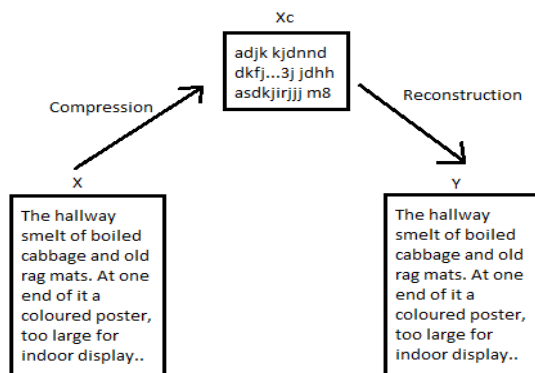 Xc
adjk kjdnnd
dkfj...3j jdhh
asdkjirjjj m8
Compression
Reconstruction
X
The hallway
smelt of boiled
cabbage and old
rag mats. At one
end of it a
coloured poster,
too large for
indoor display..
Y
The hallway
smelt of boiled
cabbage and old
rag mats. At one
end of it a
coloured poster,
too large for
indoor display..